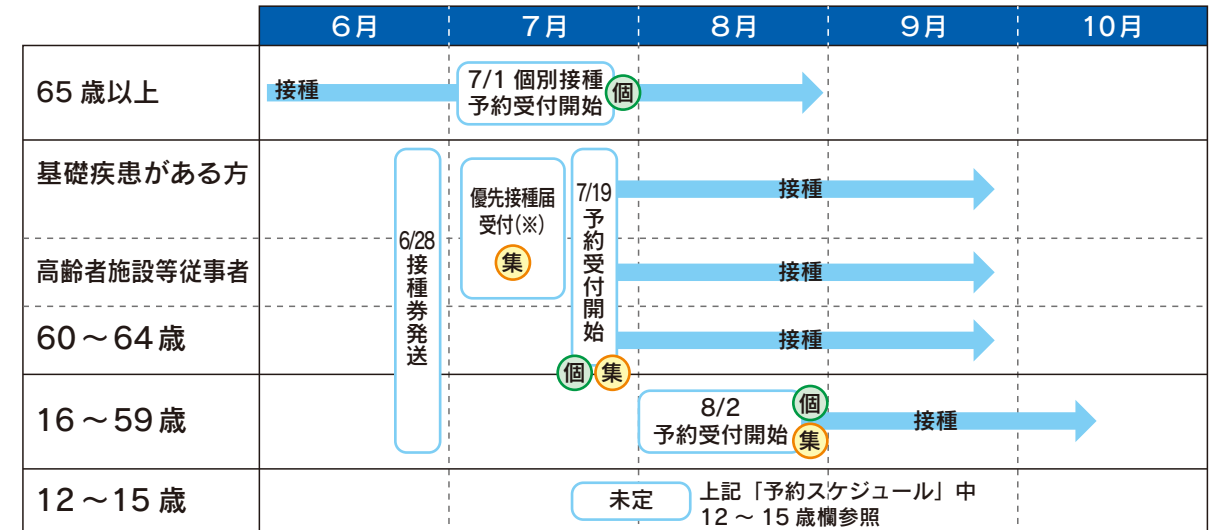 6月 7月 8月 9月 10月
65歳以上
接種
7/1 個別接種
予約受付開始
個
基礎疾患がある方
高齢者施設等従事者
60～64歳
6/28接種券発送
優先接種届
受付(※)
集
7/19予約受付開始
個 集
接種
接種
接種
16～59歳
8/2
予約受付開始
個
集
接種
12～15歳
未定
上記「予約スケジュール」中
12～15歳欄参照